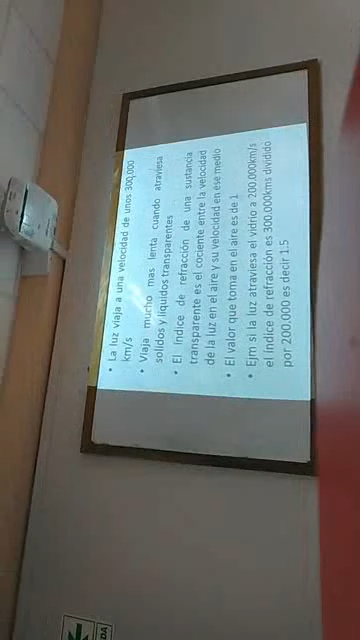 • La luz viaja a una velocidad de unos 300,000
km/s
• Viaja mucho mas lenta cuando atraviesa
solidos y liquidos transparentes
• El índice de refracción de una sustancia
transparente es el cociente entre la velocidad
de la luz en el aire y su velocidad en ese medio
• El valor que toma en el aire es de 1
• Ejm si la luz atraviesa el vidrio a 200,000km/s
el índice de refracción es 300.000kms dividido
por 200.000 es decir 1.5
DA